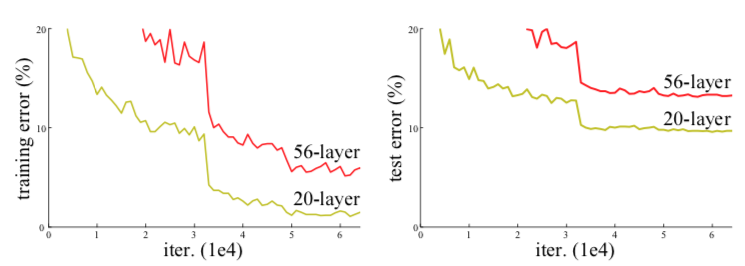 20
10
0
training error (%)
56-layer
20-layer
0 1 2 3 4 5 6
iter. (1e4)
20
10
0
test error (%)
56-layer
20-layer
0 1 2 3 4 5 6
iter. (1e4)